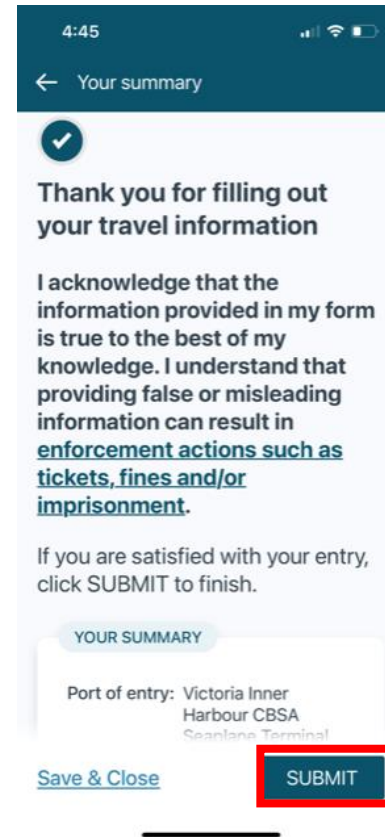 4:45
Your summary
Thank you for filling out
your travel information
I acknowledge that the
information provided in my form
is true to the best of my
knowledge. I understand that
providing false or misleading
information can result in
enforcement actions such as
tickets, fines and/or
imprisonment.
If you are satisfied with your entry,
click SUBMIT to finish.
YOUR SUMMARY
Port of entry: Victoria Inner
Harbour CBSA
Seaplane Terminal
Save & Close SUBMIT